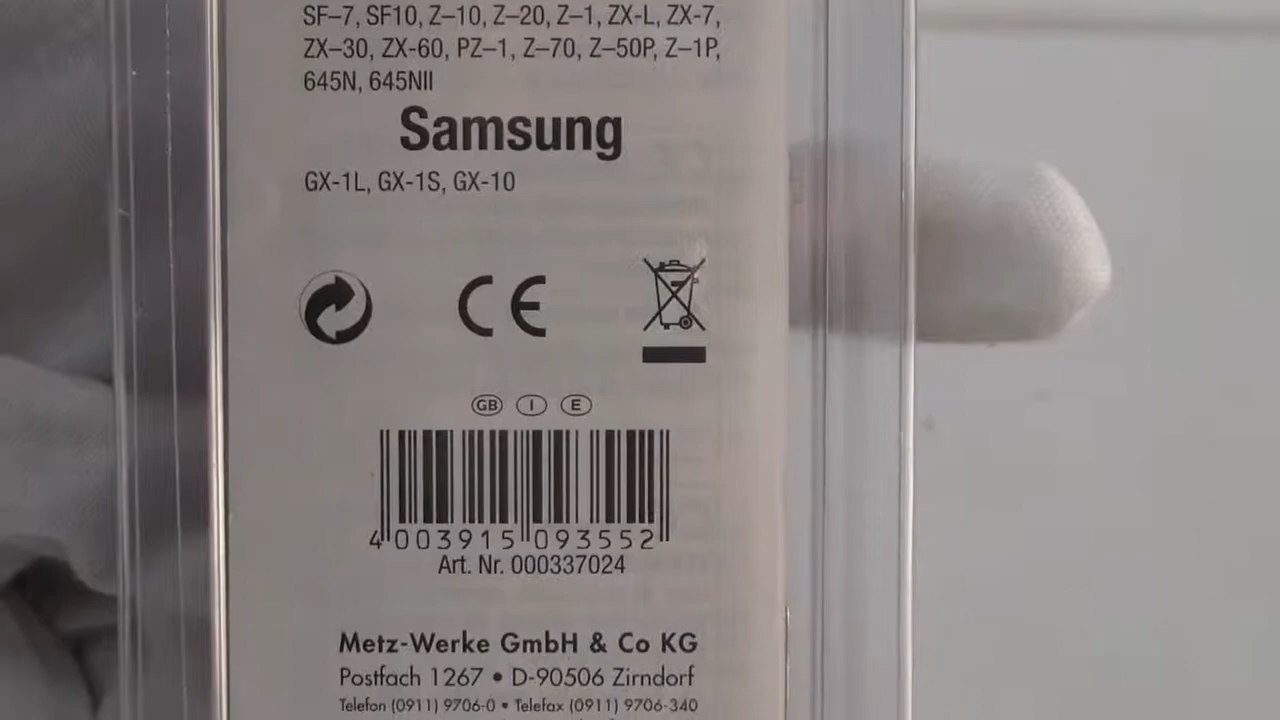 SF–7, SF10, Z–10, Z–20, Z–1, ZX-L, ZX-7,
ZX–30, ZX-60, PZ–1, Z–70, Z–50P, Z–1P,
645N, 645NII
Samsung
GX-1L, GX-1S, GX-10
CE
GB I E
4 003915 093552
Art. Nr. 000337024
Metz-Werke GmbH & Co KG
Postfach 1267 • D-90506 Zirndorf
Telefon (0911) 9706-0 • Telefax (0911) 9706-340